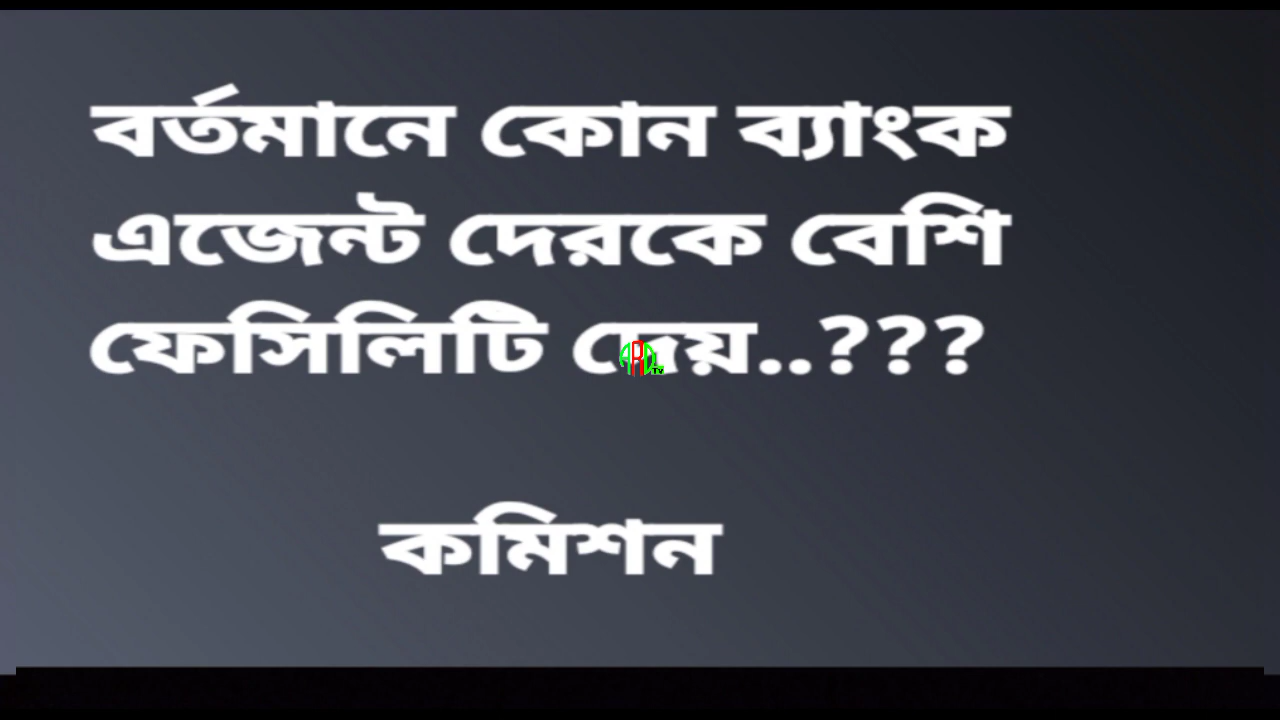 বর্তমানে কোন ব্যাংক
এজেন্ট দেরকে বেশি
ফেসিলিটি দেয়..???
কমিশন